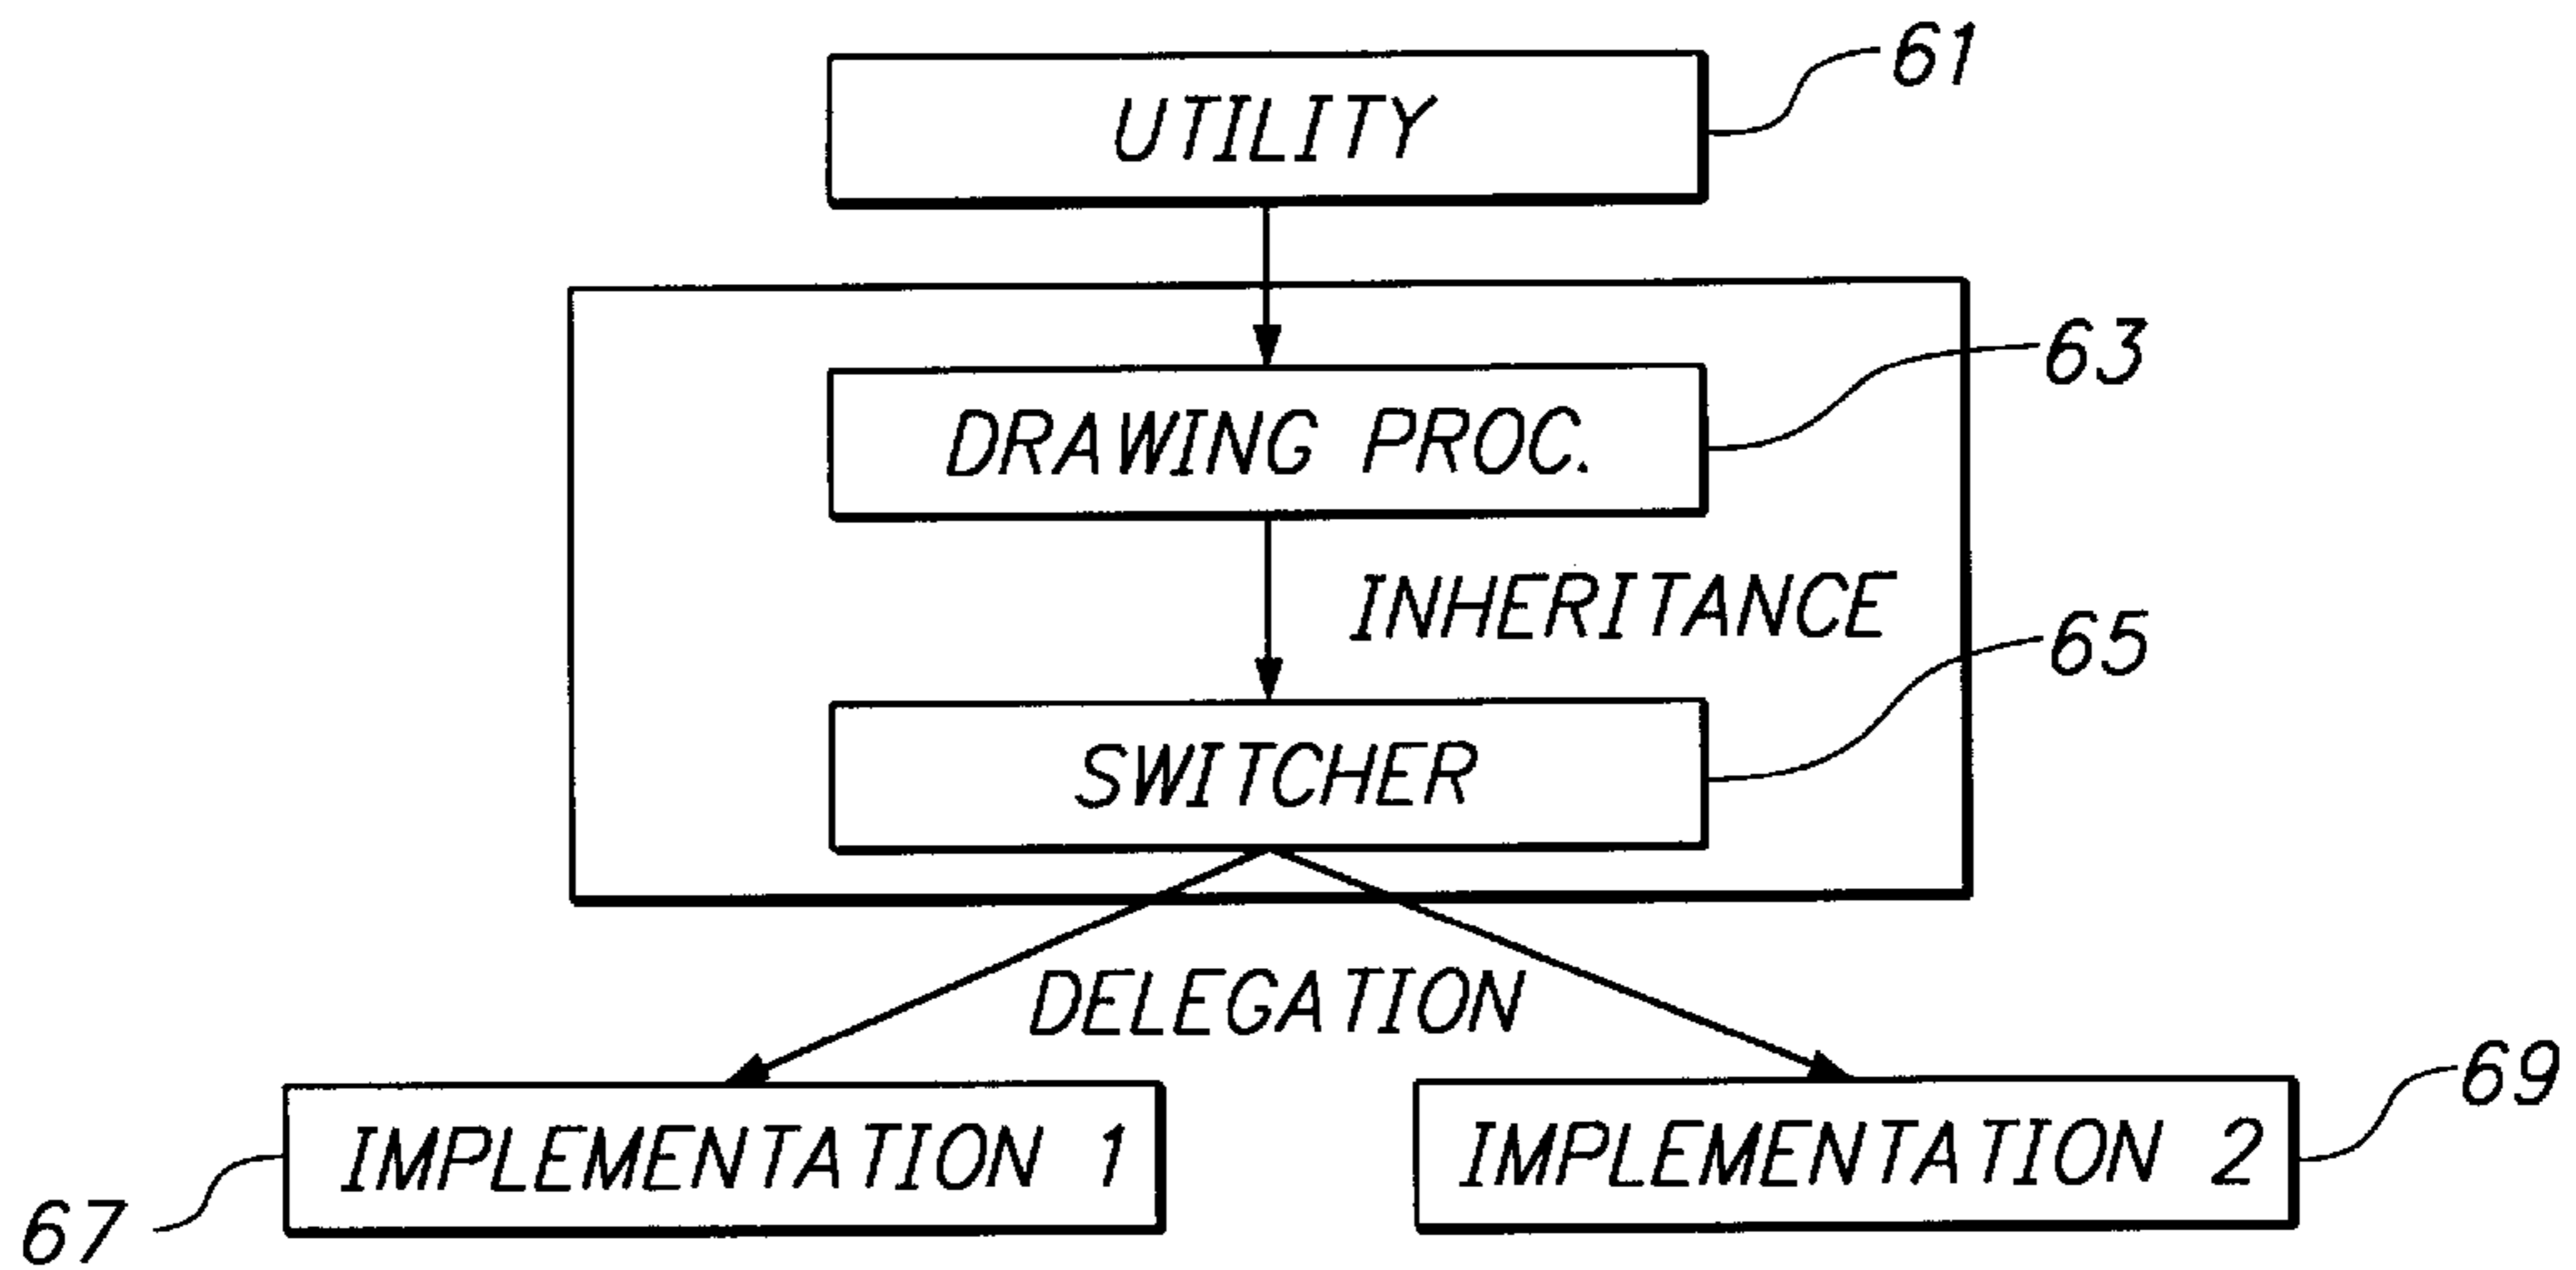 61
UTILITY
63
DRAWING PROC.
INHERITANCE
65
SWITCHER
DELEGATION
69
IMPLEMENTATION 1
IMPLEMENTATION 2
67